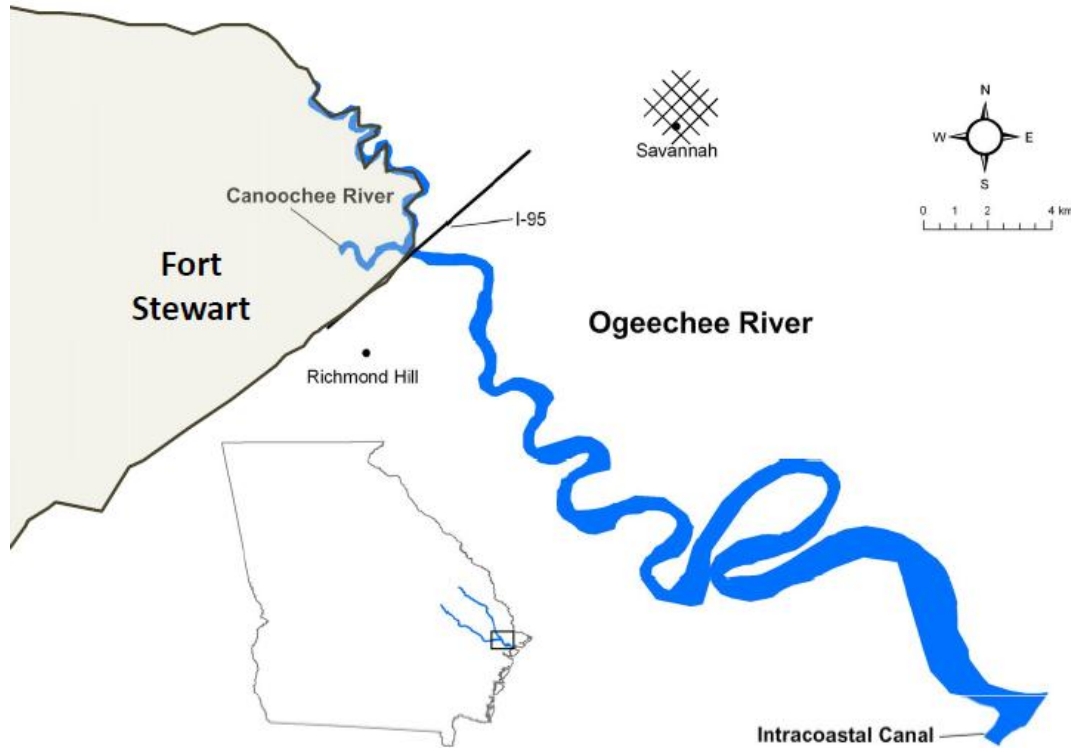 N
W
E
S
Savannah
0 1 2 4 km
Canoochee River
I-95
Fort
Stewart
Ogeechee River
Richmond Hill
Intracoastal Canal